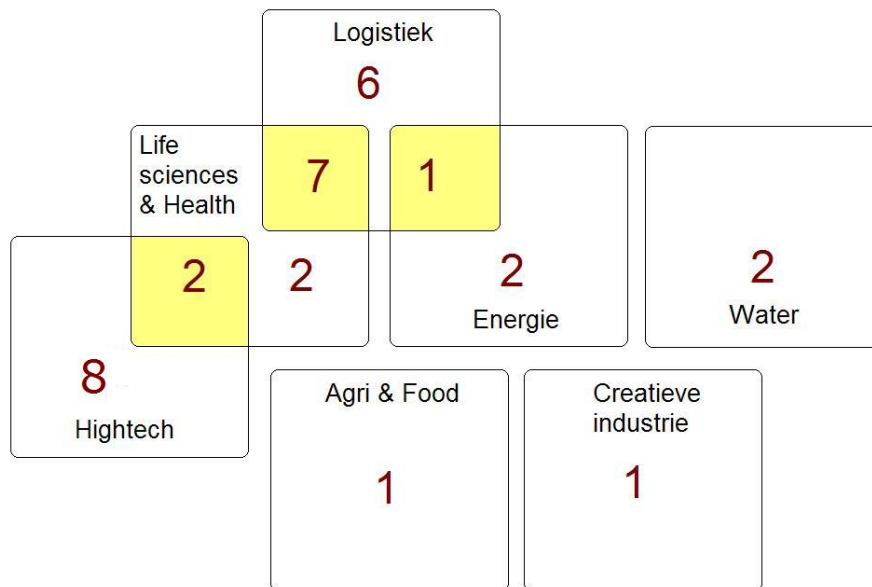 Logistiek
6
Life
sciences
& Health
7
1
2
2
2
Energie
2
Water
8
Hightech
Agri & Food
1
Creatieve
industrie
1